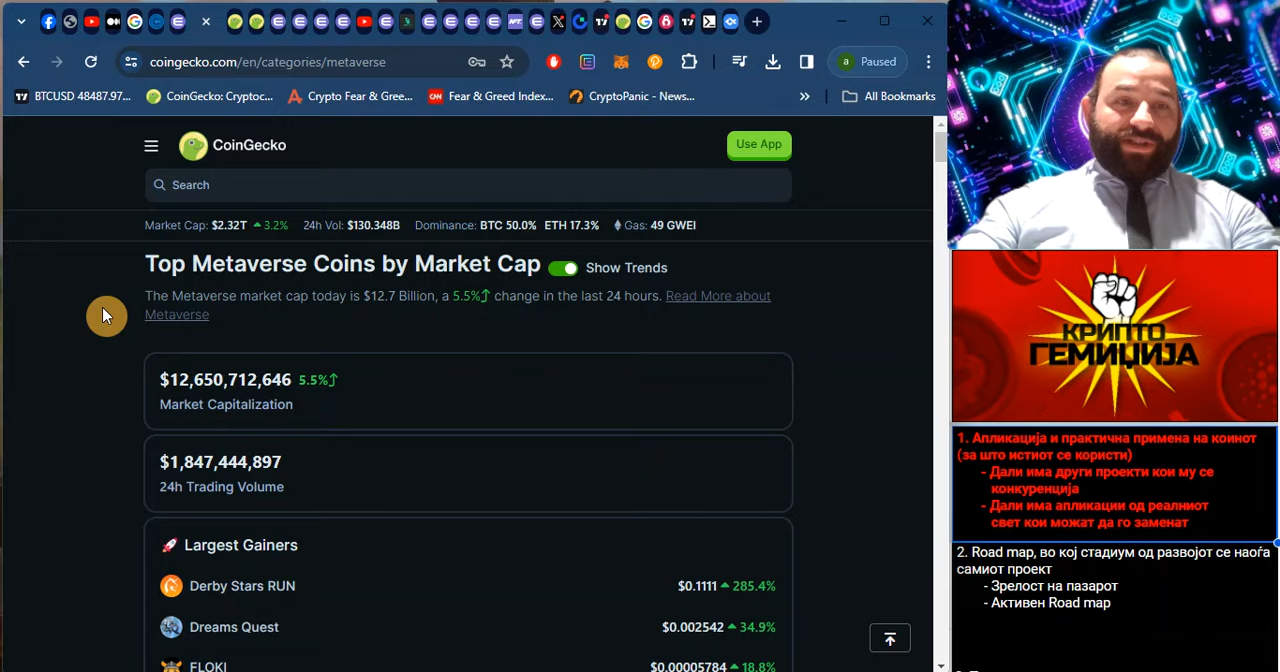 a Paused
coingecko.com/en/categories/metaverse
BTCUSD 48487.97...
CoinGecko: Cryptoc...
Crypto Fear & Gree...
CNN Fear & Greed Index...
CryptoPanic - News...
» All Bookmarks
CoinGecko
Use App
Search
Market Cap: $2.32T 3.2% 24h Vol: $130.348B Dominance: BTC 50.0% ETH 17.3% Gas: 49 GWEI
Top Metaverse Coins by Market Cap Show Trends
The Metaverse market cap today is $12.7 Billion, a 5.5% change in the last 24 hours. Read More about
Metaverse
$12,650,712,646 5.5%
Market Capitalization
$1,847,444,897
24h Trading Volume
Largest Gainers
Derby Stars RUN $0.1111 285.4%
Dreams Quest $0.002542 34.9%
FLOKI $0.00005784 18.8%
КРИПТО
ГЕМИЏИЈА
1. Апликација и практична примена на коинот
(за што истиот се користи)
- Дали има други проекти кои му се
конкуренција
- Дали има апликации од реалниот
свет кои можат да го заменат
2. Road map, во кој стадиум од развојот се наоѓа
самиот проект
- Зрелост на пазарот
- Активен Road map